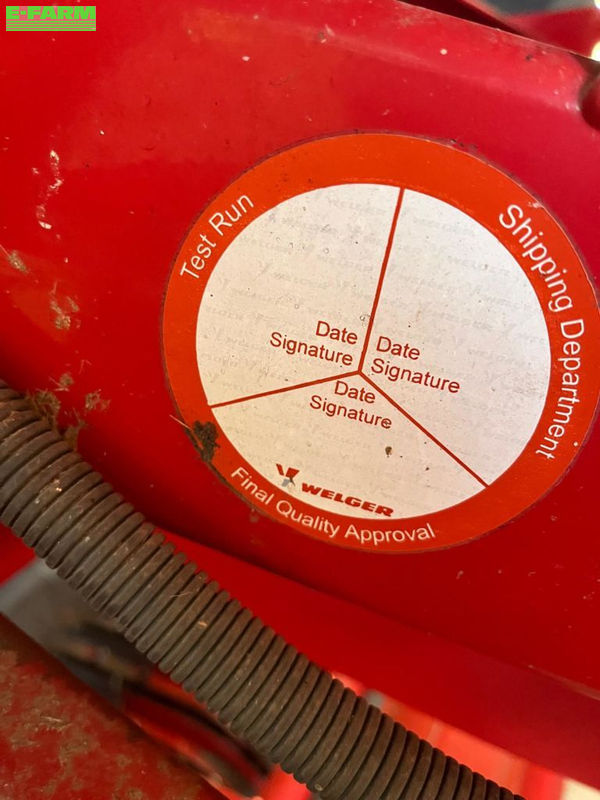 E-FARM
Test Run
Shipping Department
Date
Signature
Date
Signature
Date
Signature
WELGER
Final Quality Approval